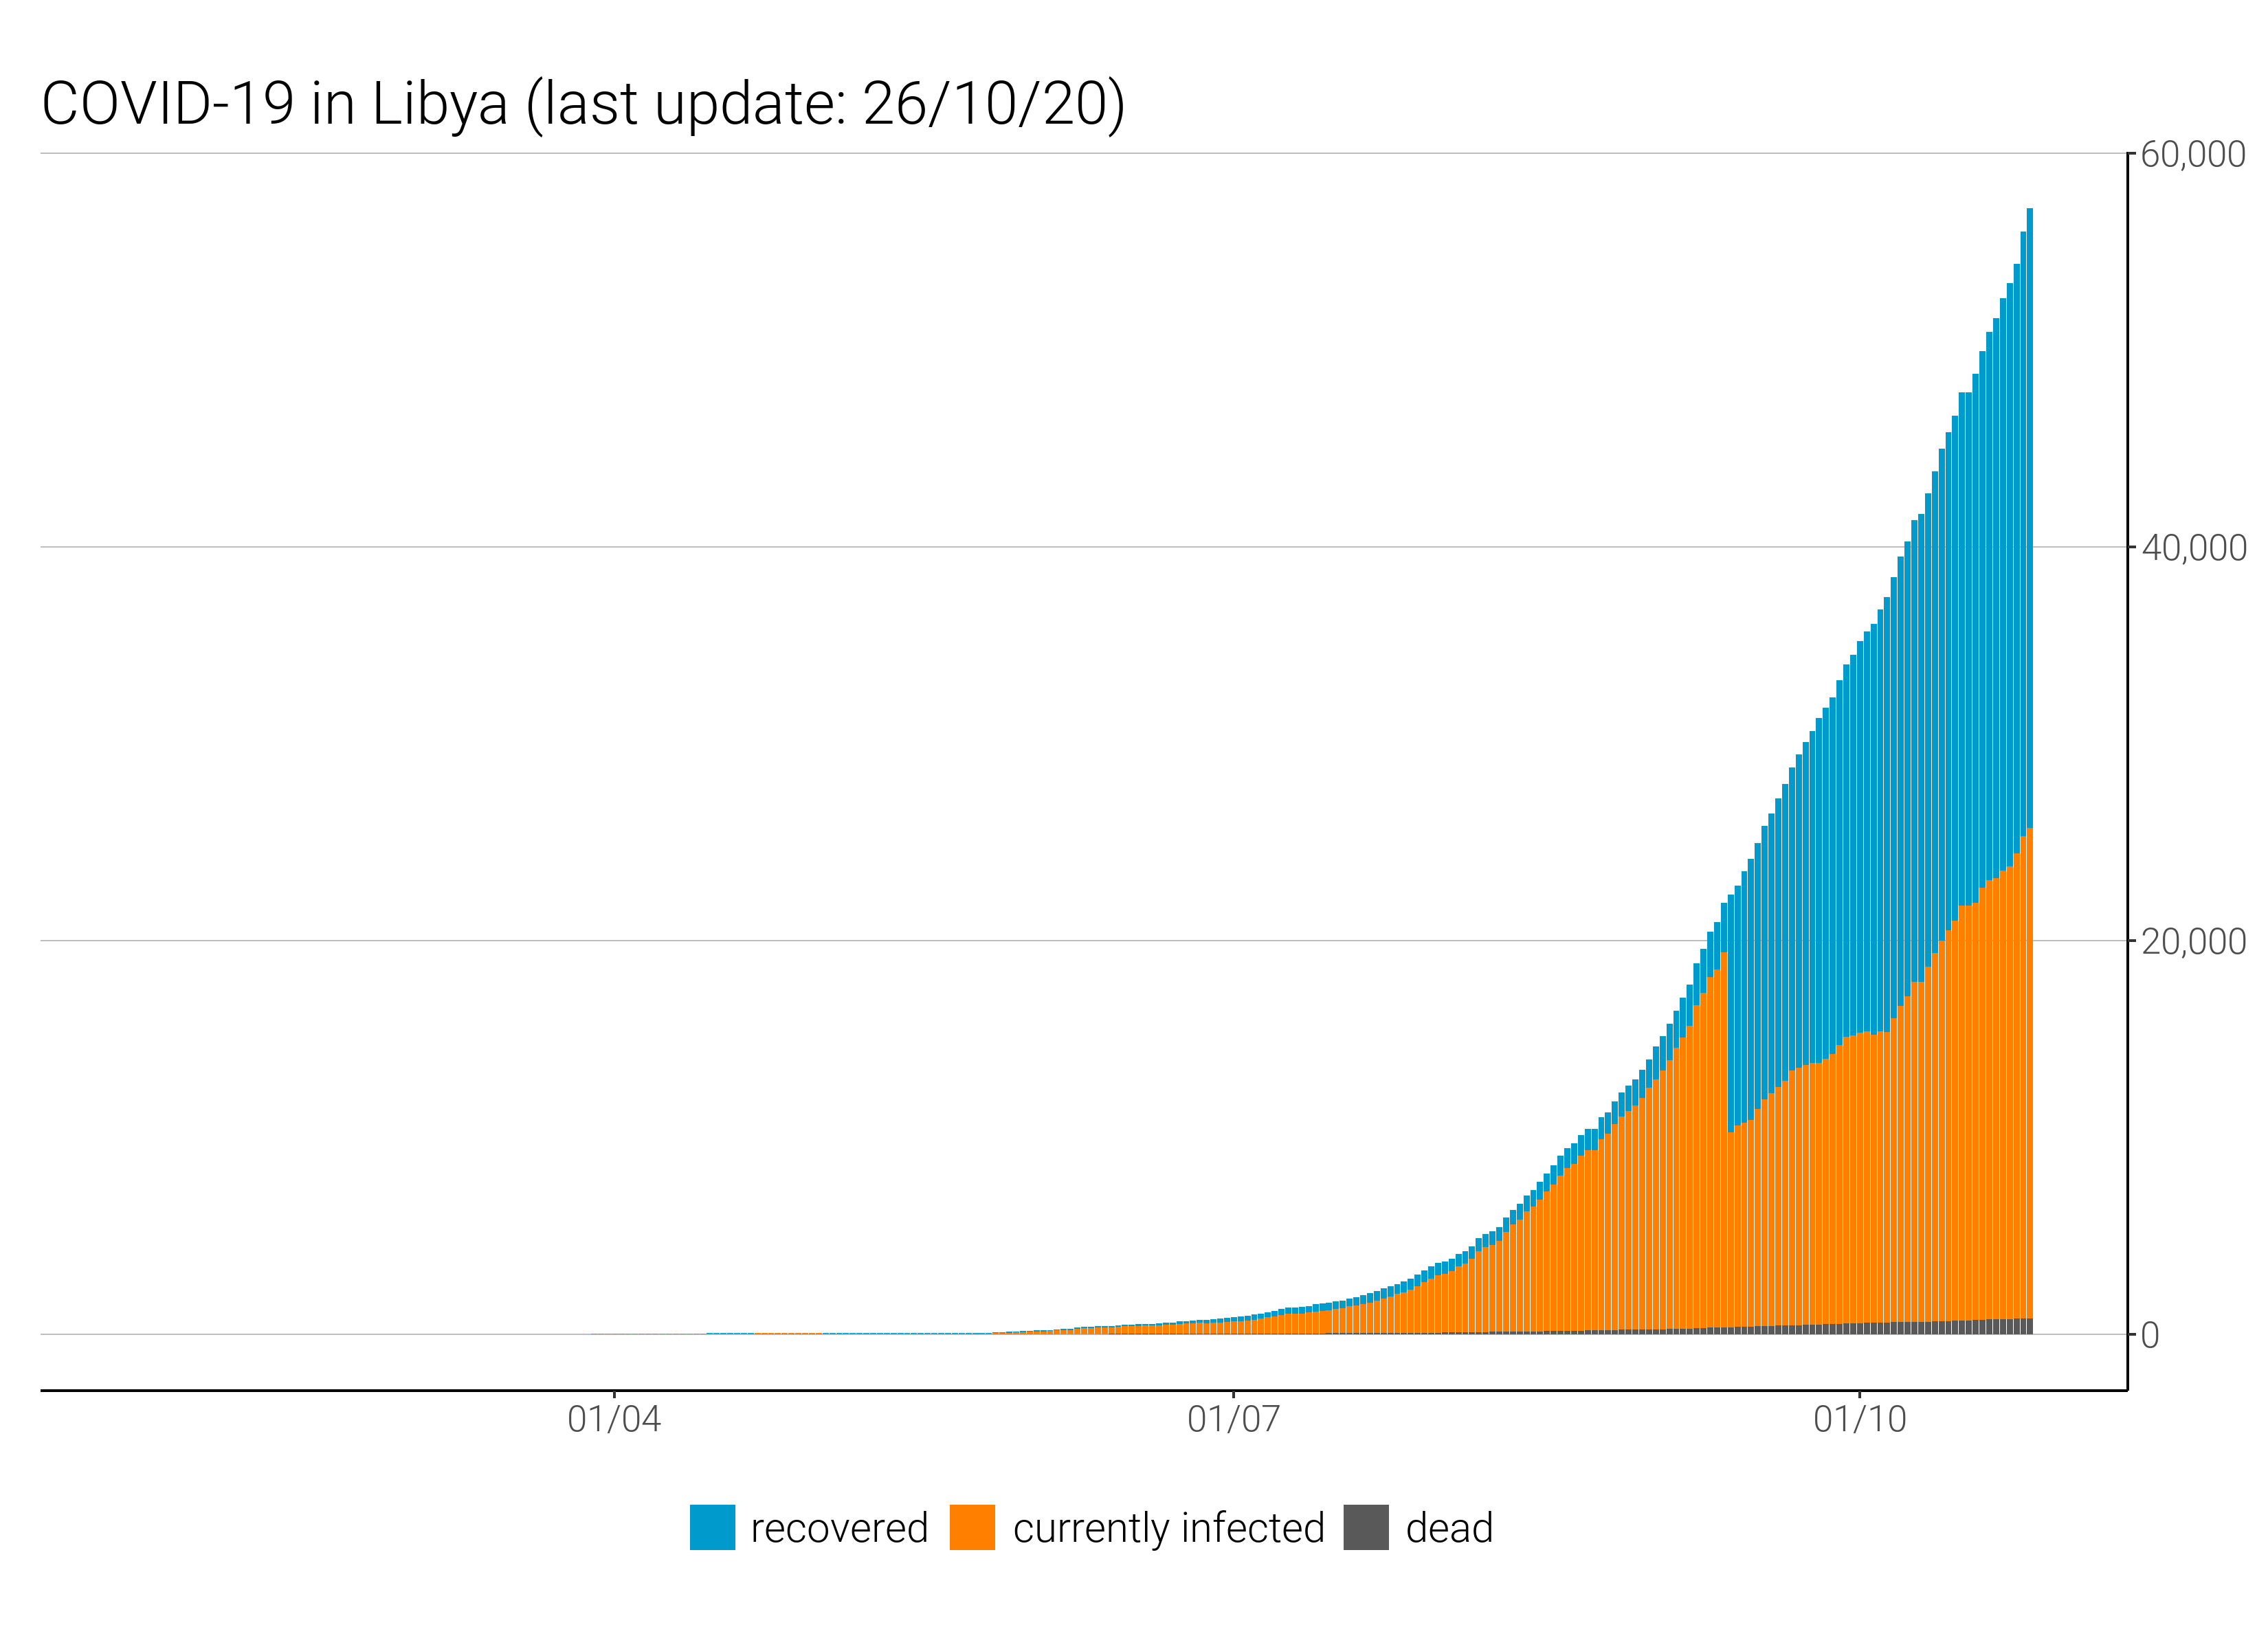 COVID-19 in Libya (last update: 26/10/20)
60,000
40,000
20,000
0
01/04 01/07 01/10
recovered currently infected dead